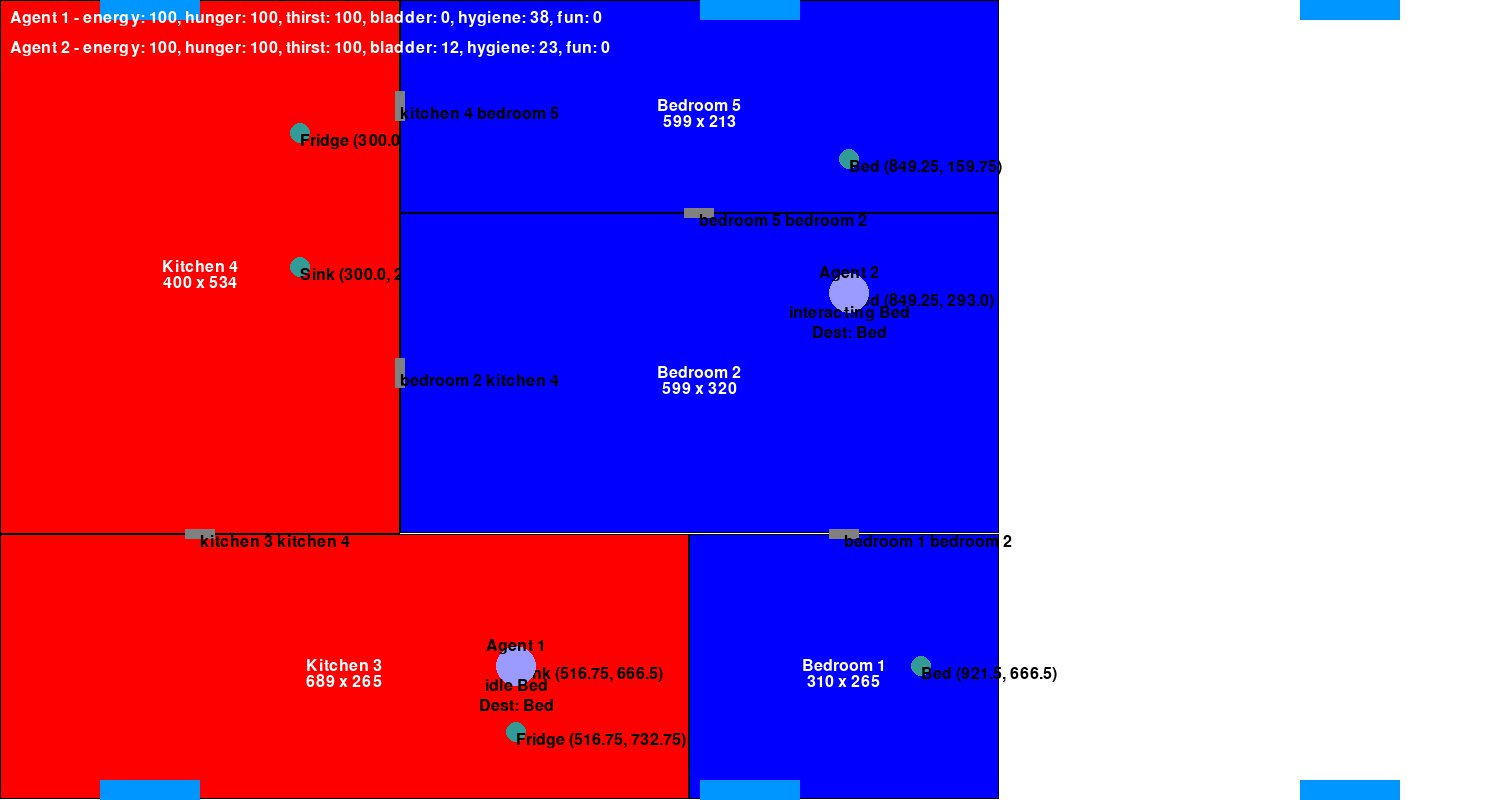 Agent 1 - energy: 100, hunger: 100, thirst: 100, bladder: 0, hygiene: 38, fun: 0
Agent 2 - energy: 100, hunger: 100, thirst: 100, bladder: 12, hygiene: 23, fun: 0
kitchen 4 bedroom 5
Bedroom 5
599 x 213
Fridge (300.0
Bed (849.25, 159.75)
bedroom 5 bedroom 2
Kitchen 4
400 x 534
Sink (300.0, 2
Agent 2
d (849.25, 293.0)
interacting Bed
Dest: Bed
bedroom 2 kitchen 4
Bedroom 2
599 x 320
kitchen 3 kitchen 4
bedroom 1 bedroom 2
Agent 1
Kitchen 3
689 x 265
nk (516.75, 666.5)
idle Bed
Dest: Bed
Bedroom 1
310 x 265
Bed (921.5, 666.5)
Fridge (516.75, 732.75)